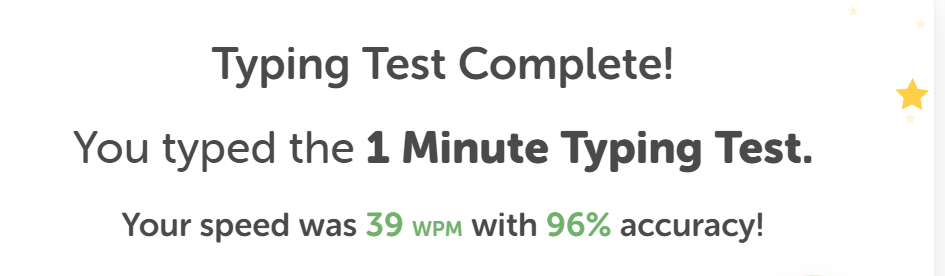 Typing Test Complete!
You typed the 1 Minute Typing Test.
Your speed was 39 WPM with 96% accuracy!